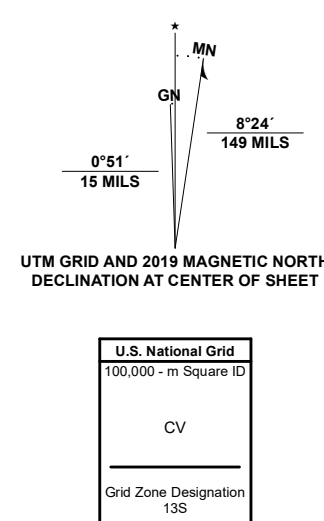 ★
MN
GN
8°24´
149 MILS
0°51´
15 MILS
UTM GRID AND 2019 MAGNETIC NORTH
DECLINATION AT CENTER OF SHEET
U.S. National Grid
100,000 - m Square ID
CV
Grid Zone Designation
13S